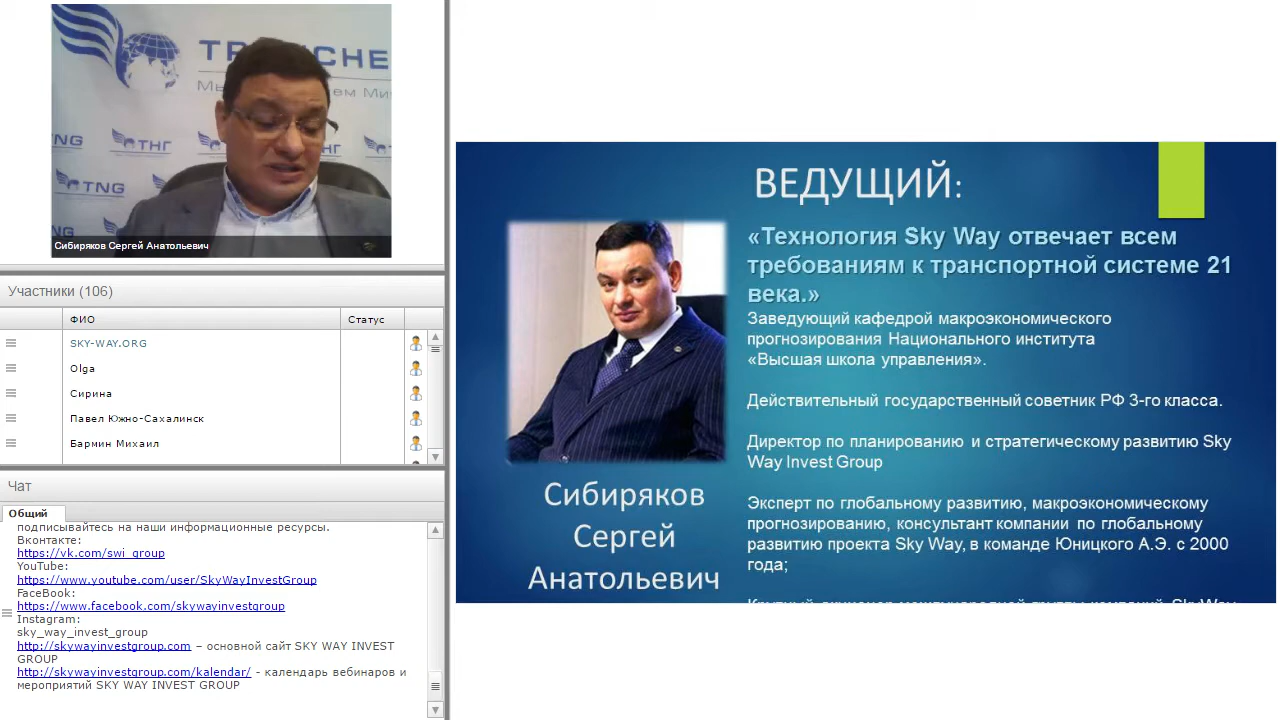 Сибиряков Сергей Анатольевич
TNG
ТНГ
TNG
Участники (106)
ФИО
Статус
SKY-WAY.ORG
Olga
Сирина
Павел Южно-Сахалинск
Бармин Михаил
Чат
Общий
подписывайтесь на наши информационные ресурсы.
Вконтакте:
https://vk.com/swi_group
YouTube:
https://www.youtube.com/user/SkyWayInvestGroup
FaceBook:
https://www.facebook.com/skywayinvestgroup
Instagram:
sky_way_invest_group
http://skywayinvestgroup.com – основной сайт SKY WAY INVEST
GROUP
http://skywayinvestgroup.com/kalendar/ - календарь вебинаров и
мероприятий SKY WAY INVEST GROUP
ВЕДУЩИЙ:
«Технология Sky Way отвечает всем
требованиям к транспортной системе 21
века.»
Заведующий кафедрой макроэкономического
прогнозирования Национального института
«Высшая школа управления».
Действительный государственный советник РФ 3-го класса.
Директор по планированию и стратегическому развитию Sky
Way Invest Group
Эксперт по глобальному развитию, макроэкономическому
прогнозированию, консультант компании по глобальному
развитию проекта Sky Way, в команде Юницкого А.Э. с 2000
года;
Сибиряков
Сергей
Анатольевич